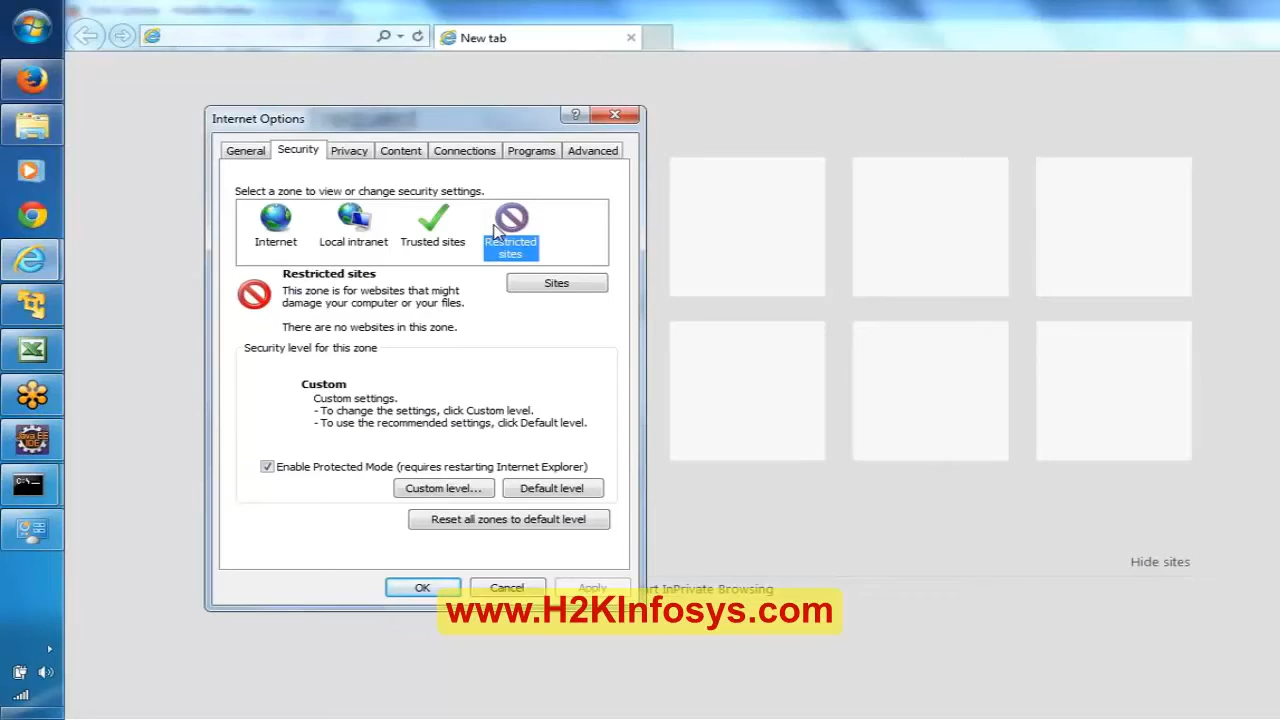 New tab
Internet Options
General
Security
Privacy
Content
Connections
Programs
Advanced
Select a zone to view or change security settings.
Internet
Local intranet
Trusted sites
Restricted
sites
Restricted sites
Sites
This zone is for websites that might
damage your computer or your files.
There are no websites in this zone.
Security level for this zone
Custom
Custom settings.
- To change the settings, click Custom level.
- To use the recommended settings, click Default level.
Enable Protected Mode (requires restarting Internet Explorer)
Custom level...
Default level
Reset all zones to default level
Hide sites
OK
Cancel
Apply
InPrivate Browsing
www.H2KInfosys.com